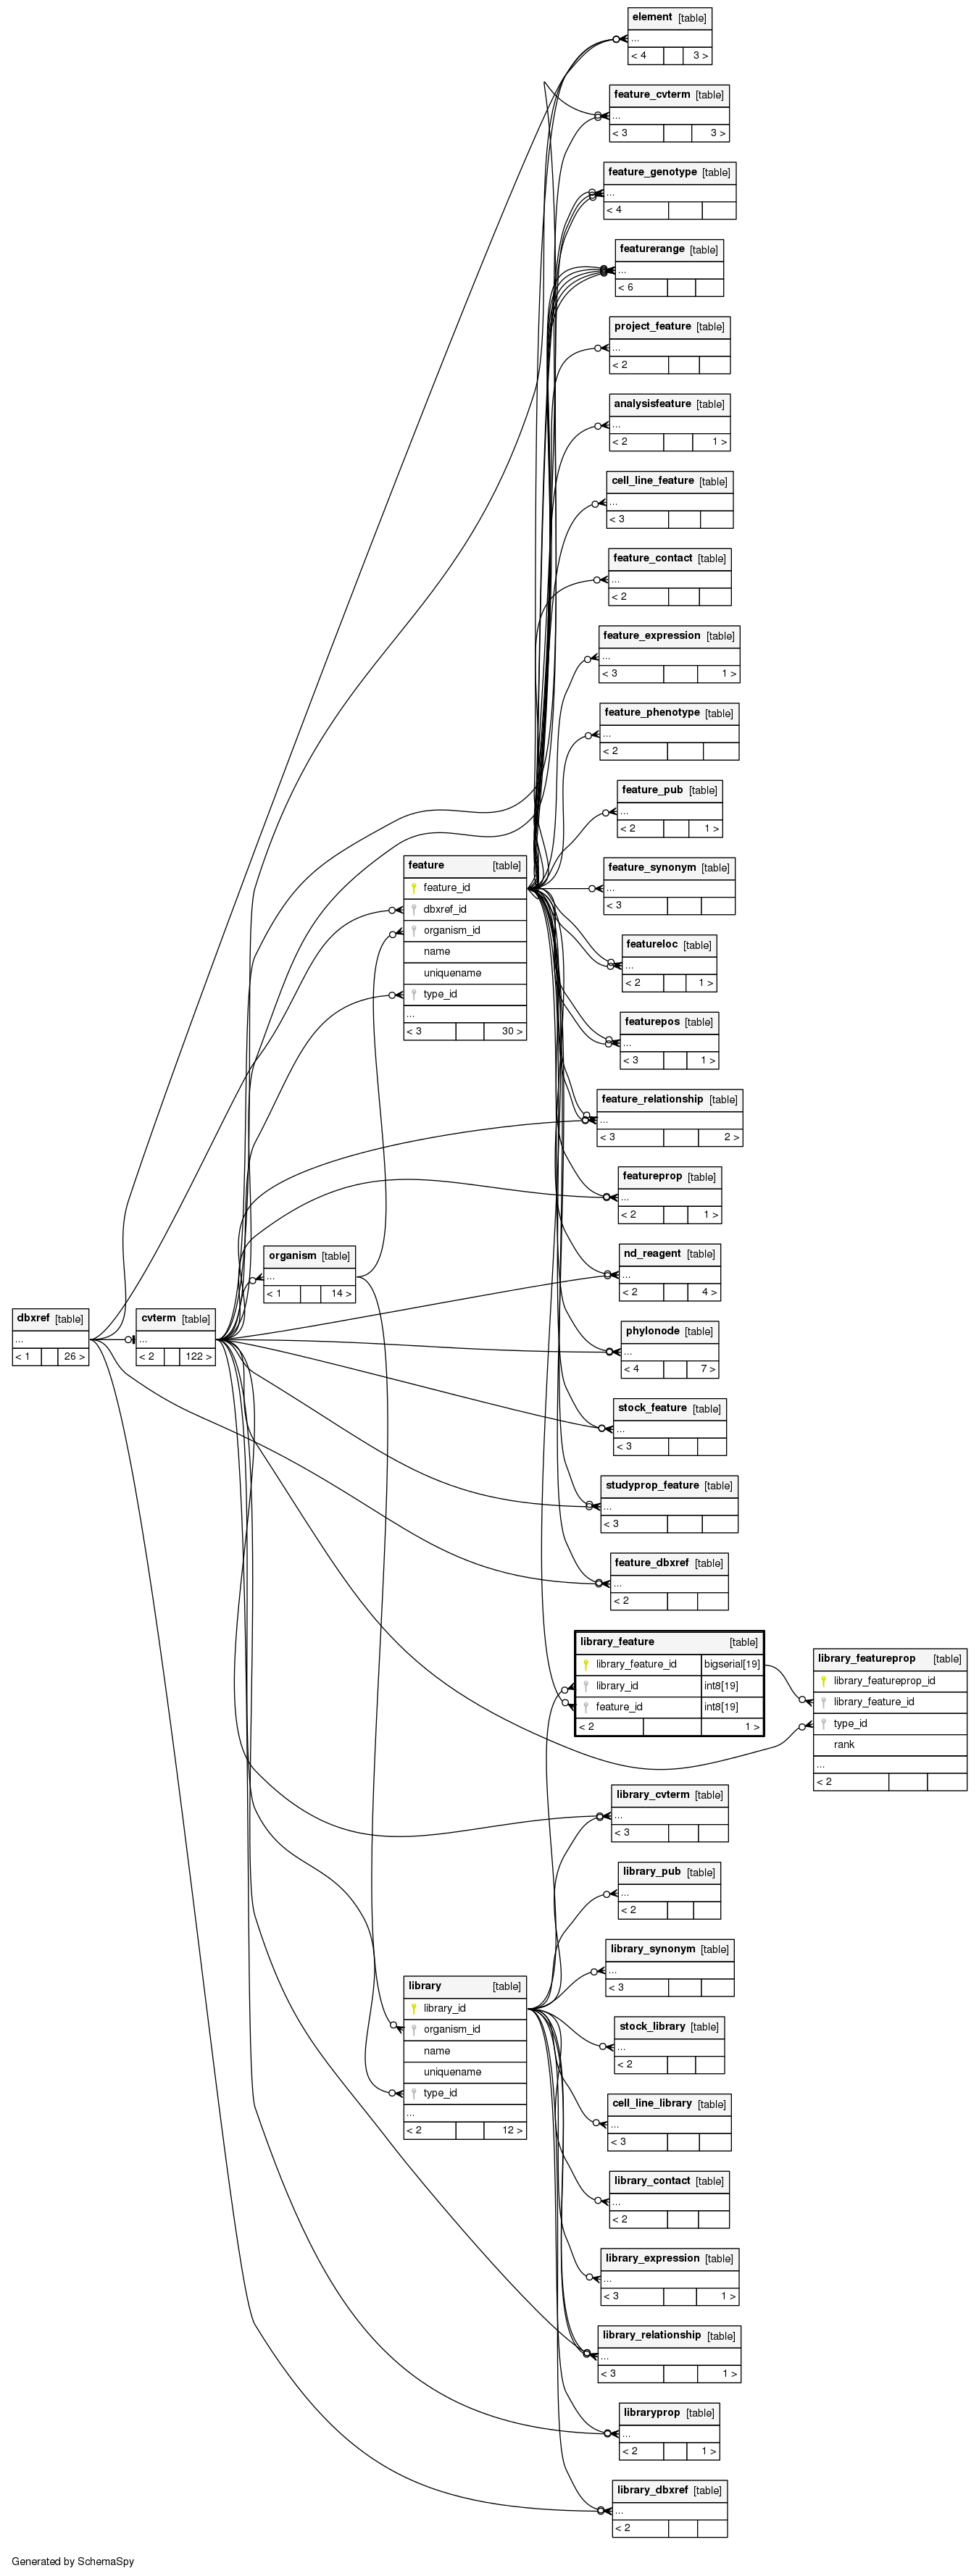 element [table]
...
< 4 3 >
feature_cvterm [table]
...
< 3 3 >
feature_genotype [table]
...
< 4
featurerange [table]
...
< 6
project_feature [table]
...
< 2
analysisfeature [table]
...
< 2 1 >
cell_line_feature [table]
...
< 3
feature_contact [table]
...
< 2
feature_expression [table]
...
< 3 1 >
feature_phenotype [table]
...
< 2
feature_pub [table]
...
< 2 1 >
feature [table]
feature_id
dbxref_id
organism_id
name
uniquename
type_id
...
< 3 30 >
feature_synonym [table]
...
< 3
featureloc [table]
...
< 2 1 >
featurepos [table]
...
< 3 1 >
feature_relationship [table]
...
< 3 2 >
featureprop [table]
...
< 2 1 >
organism [table]
...
< 1 14 >
nd_reagent [table]
...
< 2 4 >
dbxref [table]
...
< 1 26 >
cvterm [table]
...
< 2 122 >
phylonode [table]
...
< 4 7 >
stock_feature [table]
...
< 3
studyprop_feature [table]
...
< 3
feature_dbxref [table]
...
< 2
library_feature [table]
library_feature_id bigserial[19]
library_id int8[19]
feature_id int8[19]
< 2 1 >
library_featureprop [table]
library_featureprop_id
library_feature_id
type_id
rank
...
< 2
library_cvterm [table]
...
< 3
library_pub [table]
...
< 2
library_synonym [table]
...
< 3
library [table]
library_id
organism_id
name
uniquename
type_id
...
< 2 12 >
stock_library [table]
...
< 2
cell_line_library [table]
...
< 3
library_contact [table]
...
< 2
library_expression [table]
...
< 3 1 >
library_relationship [table]
...
< 3 1 >
libraryprop [table]
...
< 2 1 >
library_dbxref [table]
...
< 2
Generated by SchemaSpy